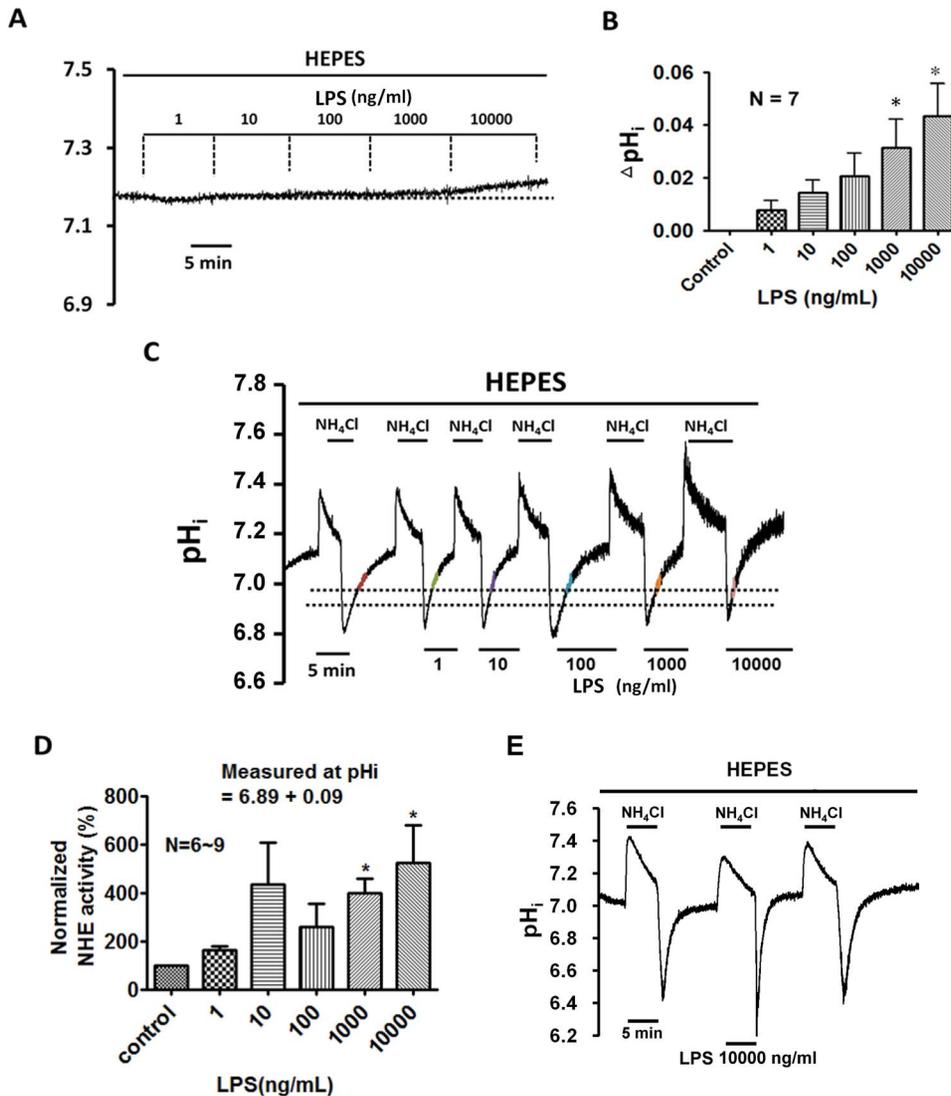 A
HEPES
LPS (ng/ml)
1 10 100 1000 10000
7.5
7.3
7.1
6.9
5 min
B
0.06
0.04
0.02
0.00
△pHi
N = 7
*
*
Control 1 10 100 1000 10000
LPS (ng/mL)
C
HEPES
NH4Cl NH4Cl NH4Cl NH4Cl NH4Cl NH4Cl
7.8
7.6
7.4
7.2
7.0
6.8
6.6
pHi
5 min
1 10 100 1000 10000
LPS (ng/ml)
D
Measured at pHi
= 6.89 + 0.09
N=6~9
800
600
400
200
0
Normalized
NHE activity (%)
*
*
control 1 10 100 1000 10000
LPS(ng/mL)
E
HEPES
NH4Cl NH4Cl NH4Cl
7.6
7.4
7.2
7.0
6.8
6.6
6.4
6.2
pHi
5 min
LPS 10000 ng/ml